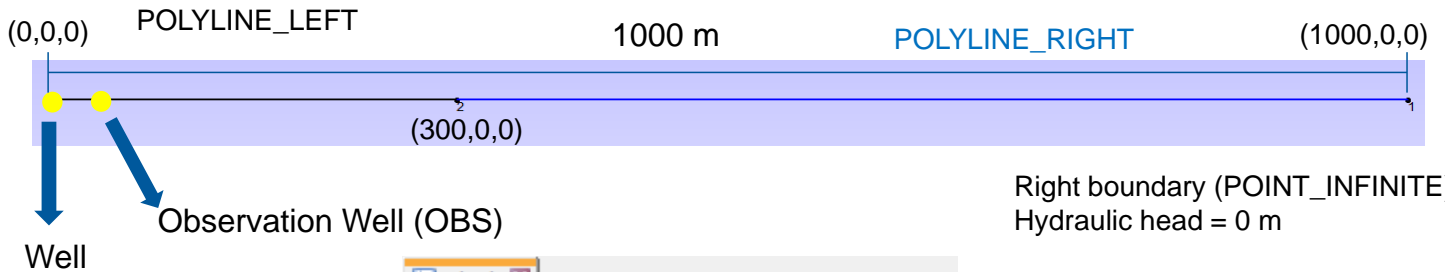 (0,0,0) POLYLINE_LEFT 1000 m POLYLINE_RIGHT (1000,0,0)
2 1
(300,0,0)
Right boundary (POINT_INFINITE)
Hydraulic head = 0 m
Observation Well (OBS)
Well